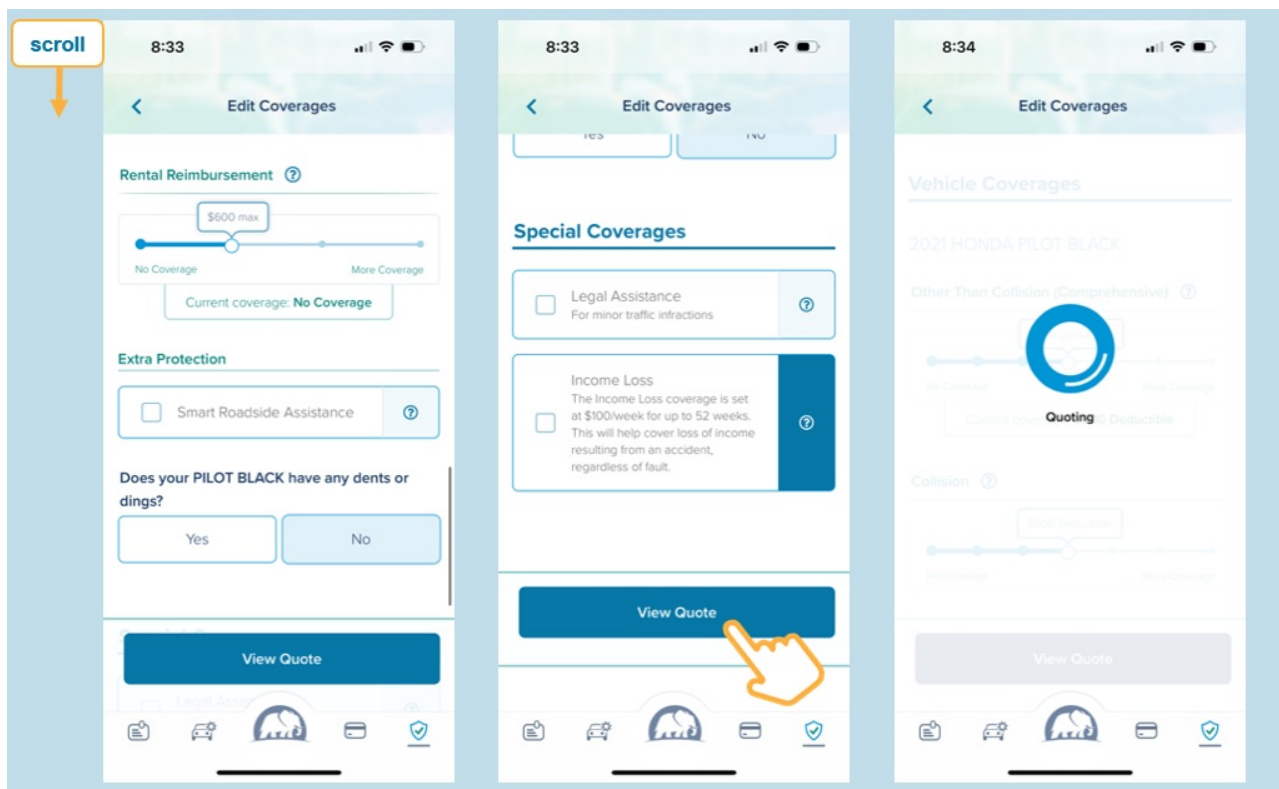 scroll
8:33
Edit Coverages
Rental Reimbursement ?
$600 max
No Coverage
More Coverage
Current coverage: No Coverage
Extra Protection
Smart Roadside Assistance ?
Does your PILOT BLACK have any dents or
dings?
Yes
No
View Quote
Legal
8:33
Edit Coverages
Yes
No
Special Coverages
Legal Assistance
For minor traffic infractions
?
Income Loss
The Income Loss coverage is set
at $100/week for up to 52 weeks.
This will help cover loss of income
resulting from an accident,
regardless of fault.
?
View Quote
8:34
Edit Coverages
Vehicle Coverages
2021 HONDA PILOT BLACK
Other Than Collision (Comprehensive) ?
No Coverage
More Coverage
Quoting
Current Deductible
Collision ?
$500 Deductible
No Coverage
More Coverage
View Quote